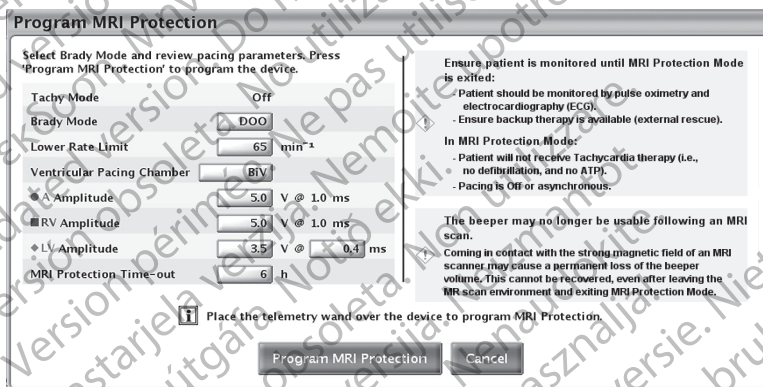 Program MRI Protection
Select Brady Mode and review pacing parameters. Press
'Program MRI Protection' to program the device.
Tachy Mode Off
Brady Mode DOO
Lower Rate Limit 65 min⁻¹
Ventricular Pacing Chamber BiV
A Amplitude 5.0 V @ 1.0 ms
RV Amplitude 5.0 V @ 1.0 ms
LV Amplitude 3.5 V @ 0.4 ms
MRI Protection Time-out 6 h
Ensure patient is monitored until MRI Protection Mode
is exited:
- Patient should be monitored by pulse oximetry and
electrocardiography (ECG).
- Ensure backup therapy is available (external rescue).
In MRI Protection Mode:
- Patient will not receive Tachycardia therapy (i.e.,
no defibrillation, and no ATP).
- Pacing is Off or asynchronous.
The beeper may no longer be usable following an MRI
scan.
Coming in contact with the strong magnetic field of an MRI
scanner may cause a permanent loss of the beeper
volume. This cannot be recovered, even after leaving the
MR scan environment and exiting MRI Protection Mode.
i Place the telemetry wand over the device to program MRI Protection.
Program MRI Protection Cancel